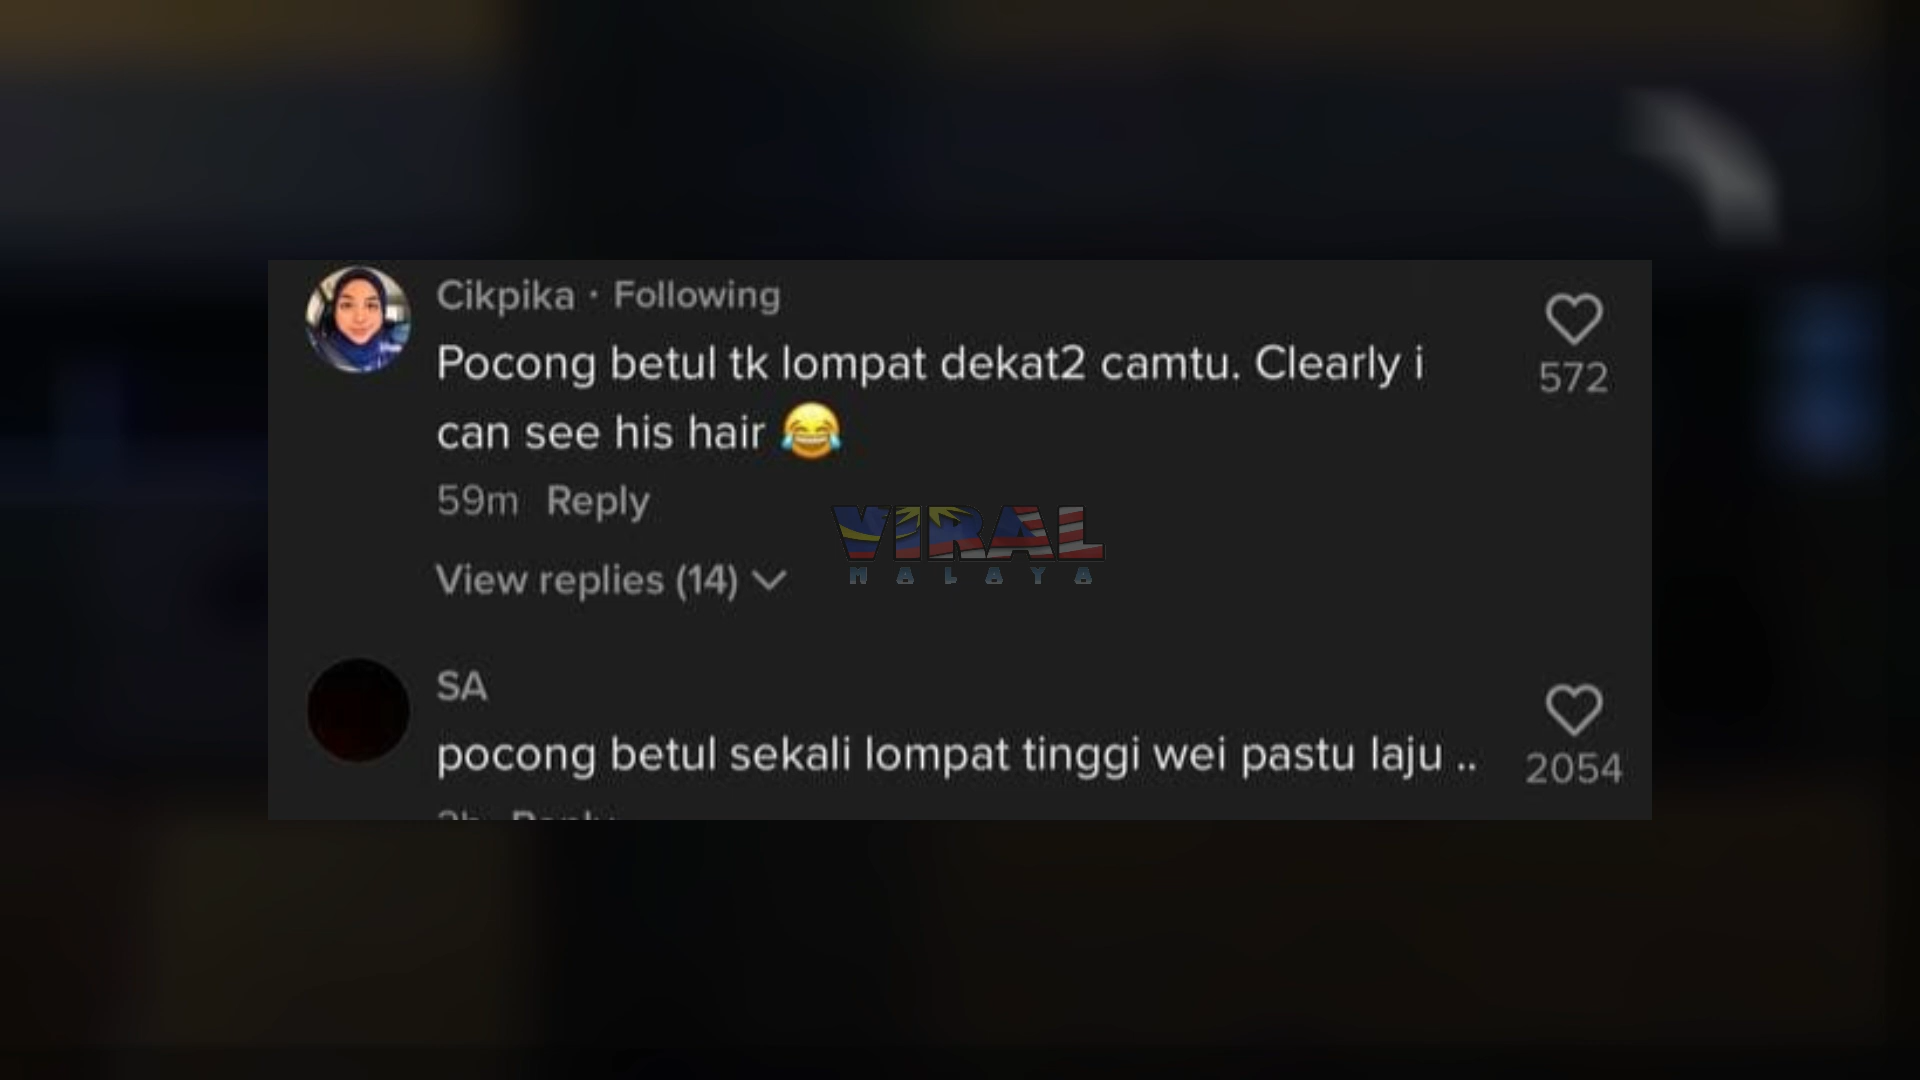 Cikpika · Following
Pocong betul tk lompat dekat2 camtu. Clearly i
can see his hair 😂
572
59m Reply
VIRAL
MALAYA
View replies (14)
SA
pocong betul sekali lompat tinggi wei pastu laju ..
2054
Reply